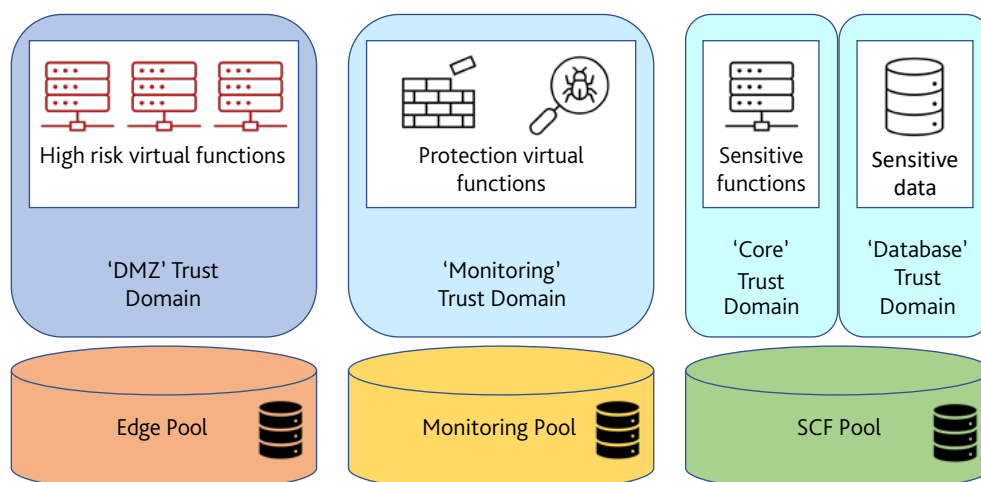 High risk virtual functions
Protection virtual
functions
Sensitive
functions
Sensitive
data
‘DMZ’ Trust
Domain
‘Monitoring’
Trust Domain
‘Core’
Trust
Domain
‘Database’
Trust
Domain
Edge Pool
Monitoring Pool
SCF Pool